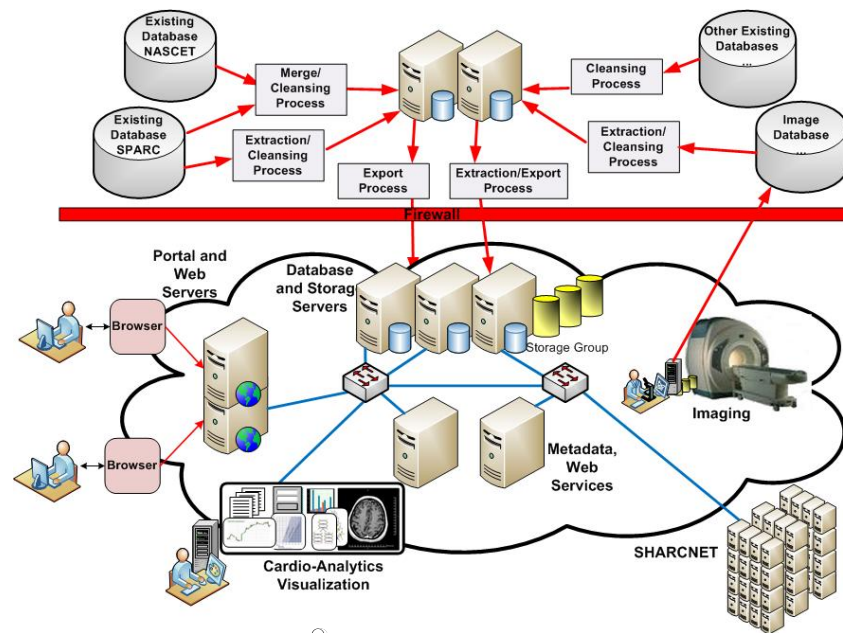 Existing
Database
NASCET
Merge/
Cleansing
Process
Cleansing
Process
Other Existing
Databases
...
Existing
Database
SPARC
Extraction/
Cleansing
Process
Extraction/
Cleansing
Process
Image
Database
...
Export
Process
Extraction/Export
Process
Firewall
Portal and
Web
Servers
Database
and Storage
Servers
Browser
Storage Group
Imaging
Browser
Metadata,
Web
Services
Cardio-Analytics
Visualization
SHARCNET